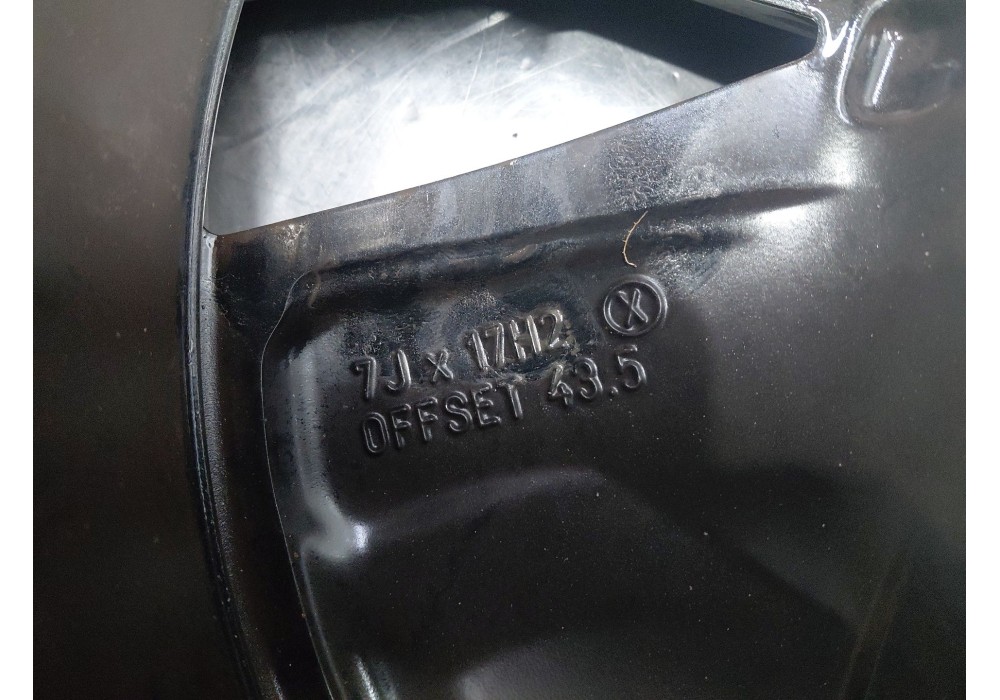 7J x 17H2 X
OFFSET 43.5